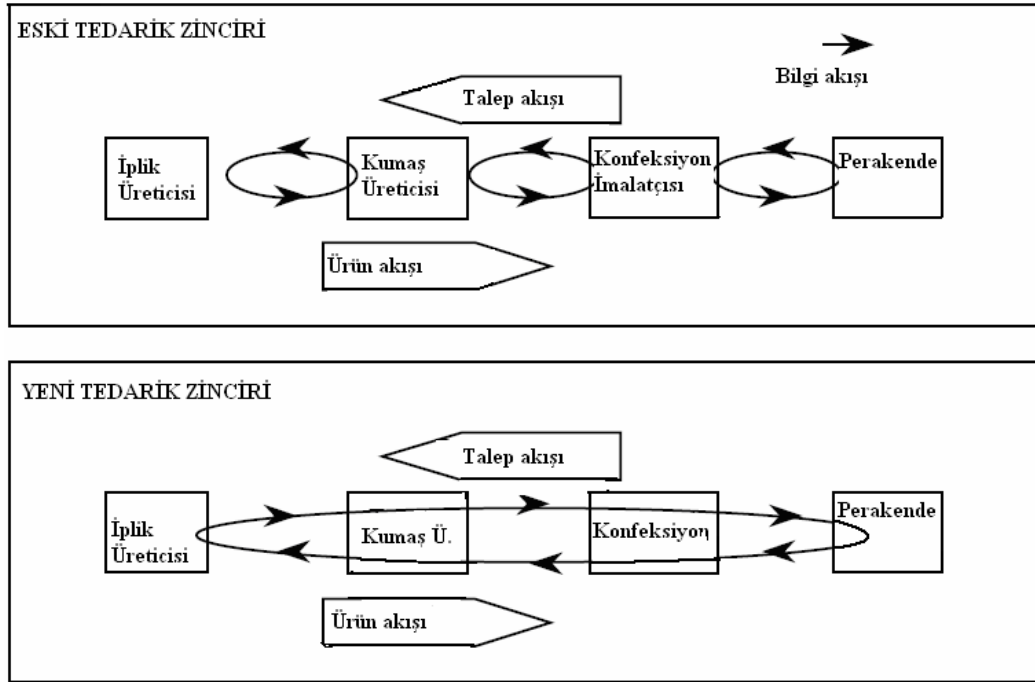 ESKİ TEDARİK ZİNCİRİ
Bilgi akışı
Talep akışı
İplik
Üreticisi
Kumaş
Üreticisi
Konfeksiyon
İmalatçısı
Perakende
Ürün akışı
YENİ TEDARİK ZİNCİRİ
Talep akışı
İplik
Üreticisi
Kumaş Ü.
Konfeksiyon
Perakende
Ürün akışı